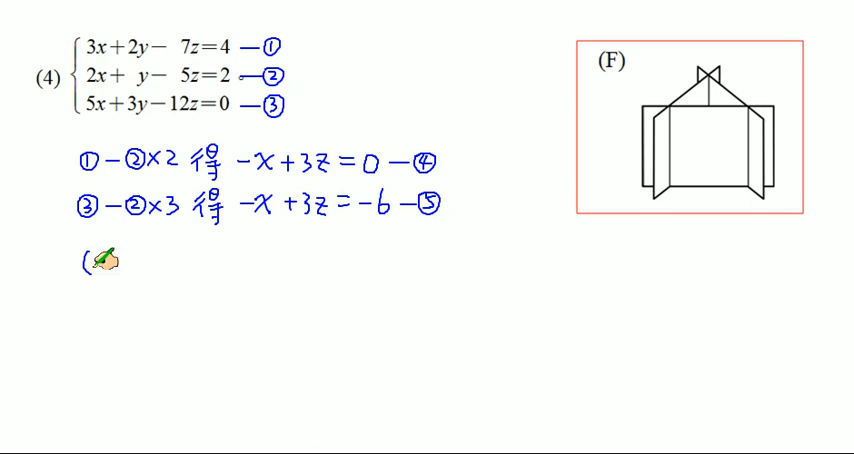 (4) { 3x+2y- 7z=4 —①
2x+ y- 5z=2 —②
5x+3y-12z=0 —③
①-②×2 得 -x+3z=0 —④
③-②×3 得 -x+3z=-6 —⑤
(
(F)